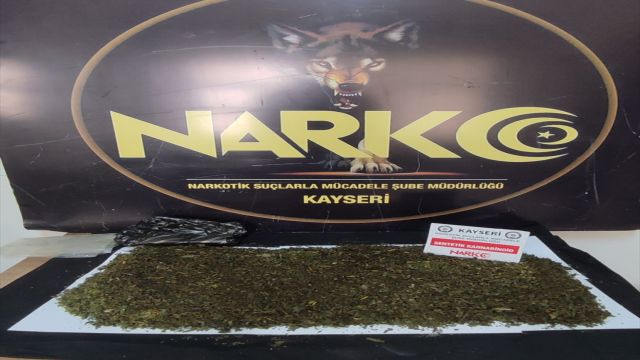 NARKO
NARKOTİK SUÇLARLA MÜCADELE ŞUBE MÜDÜRLÜĞÜ
KAYSERİ
KAYSERİ
SENTETİK KANNABİNOİD
NARKO